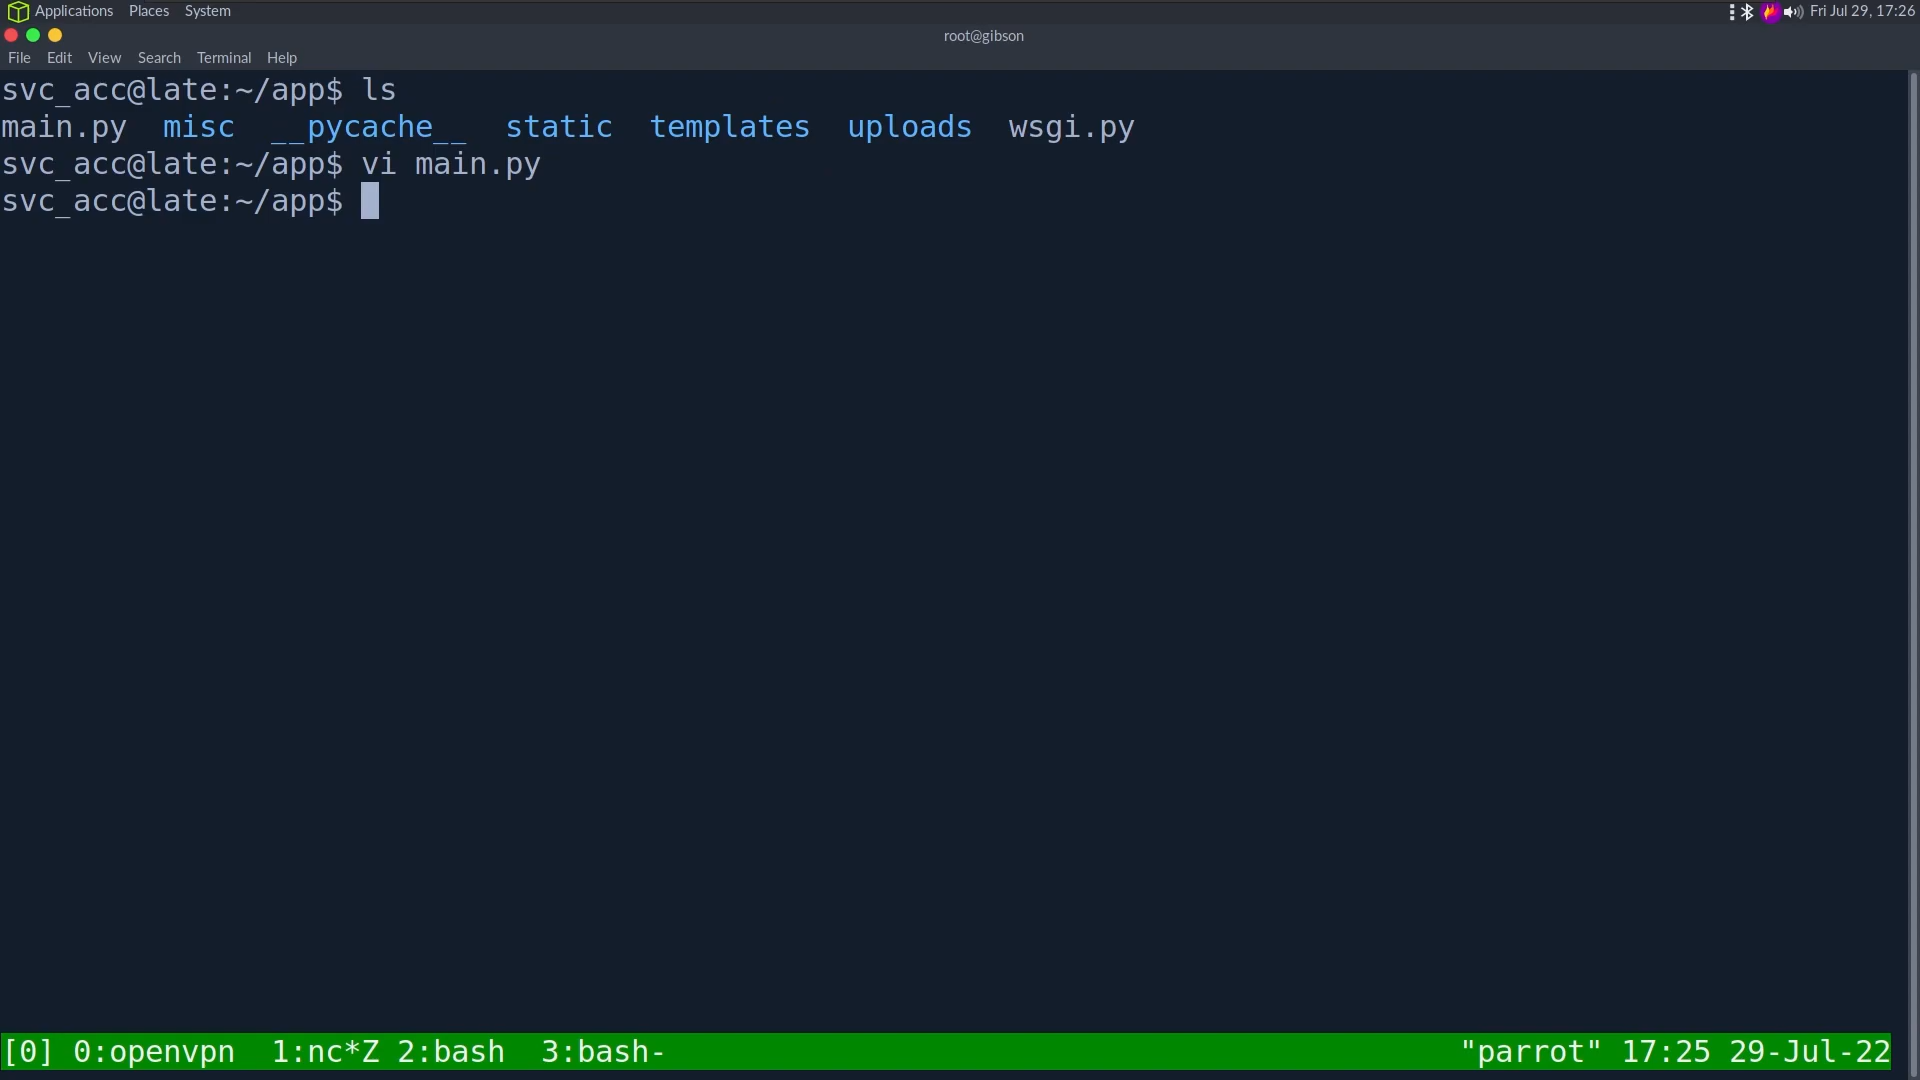 Applications Places System Fri Jul 29, 17:26
root@gibson
File Edit View Search Terminal Help
svc_acc@late:~/app$ ls
main.py misc __pycache__ static templates uploads wsgi.py
svc_acc@late:~/app$ vi main.py
svc_acc@late:~/app$
[0] 0:openvpn 1:nc*Z 2:bash 3:bash- "parrot" 17:25 29-Jul-22